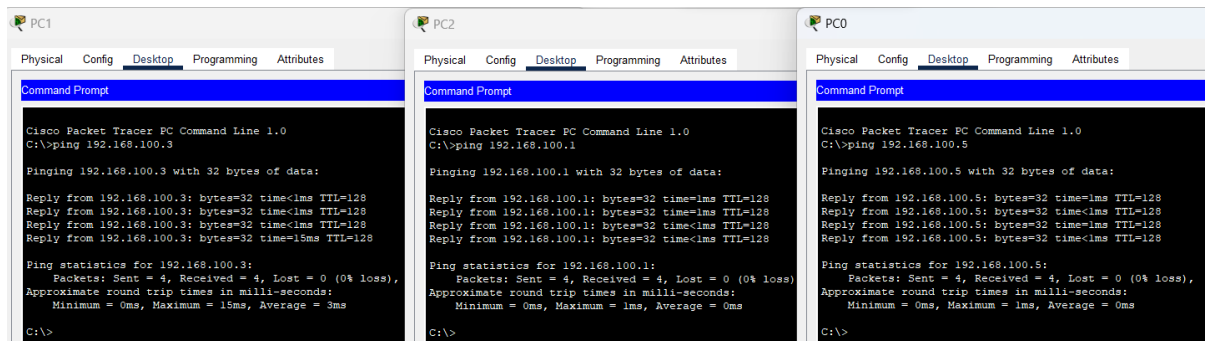 PC1
Physical Config Desktop Programming Attributes
Command Prompt
Cisco Packet Tracer PC Command Line 1.0
C:\>ping 192.168.100.3
Pinging 192.168.100.3 with 32 bytes of data:
Reply from 192.168.100.3: bytes=32 time<1ms TTL=128
Reply from 192.168.100.3: bytes=32 time<1ms TTL=128
Reply from 192.168.100.3: bytes=32 time<1ms TTL=128
Reply from 192.168.100.3: bytes=32 time=15ms TTL=128
Ping statistics for 192.168.100.3:
Packets: Sent = 4, Received = 4, Lost = 0 (0% loss),
Approximate round trip times in milli-seconds:
Minimum = 0ms, Maximum = 15ms, Average = 3ms
C:\>
PC2
Physical Config Desktop Programming Attributes
Command Prompt
Cisco Packet Tracer PC Command Line 1.0
C:\>ping 192.168.100.1
Pinging 192.168.100.1 with 32 bytes of data:
Reply from 192.168.100.1: bytes=32 time=1ms TTL=128
Reply from 192.168.100.1: bytes=32 time<1ms TTL=128
Reply from 192.168.100.1: bytes=32 time<1ms TTL=128
Reply from 192.168.100.1: bytes=32 time<1ms TTL=128
Ping statistics for 192.168.100.1:
Packets: Sent = 4, Received = 4, Lost = 0 (0% loss)
Approximate round trip times in milli-seconds:
Minimum = 0ms, Maximum = 1ms, Average = 0ms
C:\>
PC0
Physical Config Desktop Programming Attributes
Command Prompt
Cisco Packet Tracer PC Command Line 1.0
C:\>ping 192.168.100.5
Pinging 192.168.100.5 with 32 bytes of data:
Reply from 192.168.100.5: bytes=32 time=1ms TTL=128
Reply from 192.168.100.5: bytes=32 time<1ms TTL=128
Reply from 192.168.100.5: bytes=32 time<1ms TTL=128
Reply from 192.168.100.5: bytes=32 time<1ms TTL=128
Ping statistics for 192.168.100.5:
Packets: Sent = 4, Received = 4, Lost = 0 (0% loss),
Approximate round trip times in milli-seconds:
Minimum = 0ms, Maximum = 1ms, Average = 0ms
C:\>